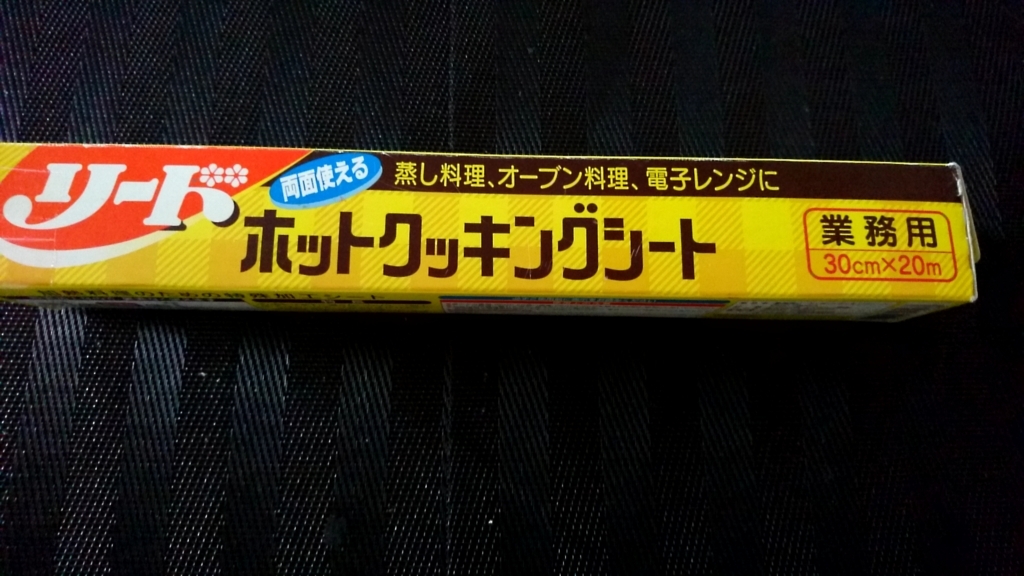 リード
両面使える
蒸し料理、オーブン料理、電子レンジに
ホットクッキングシート
業務用
30cm×20m